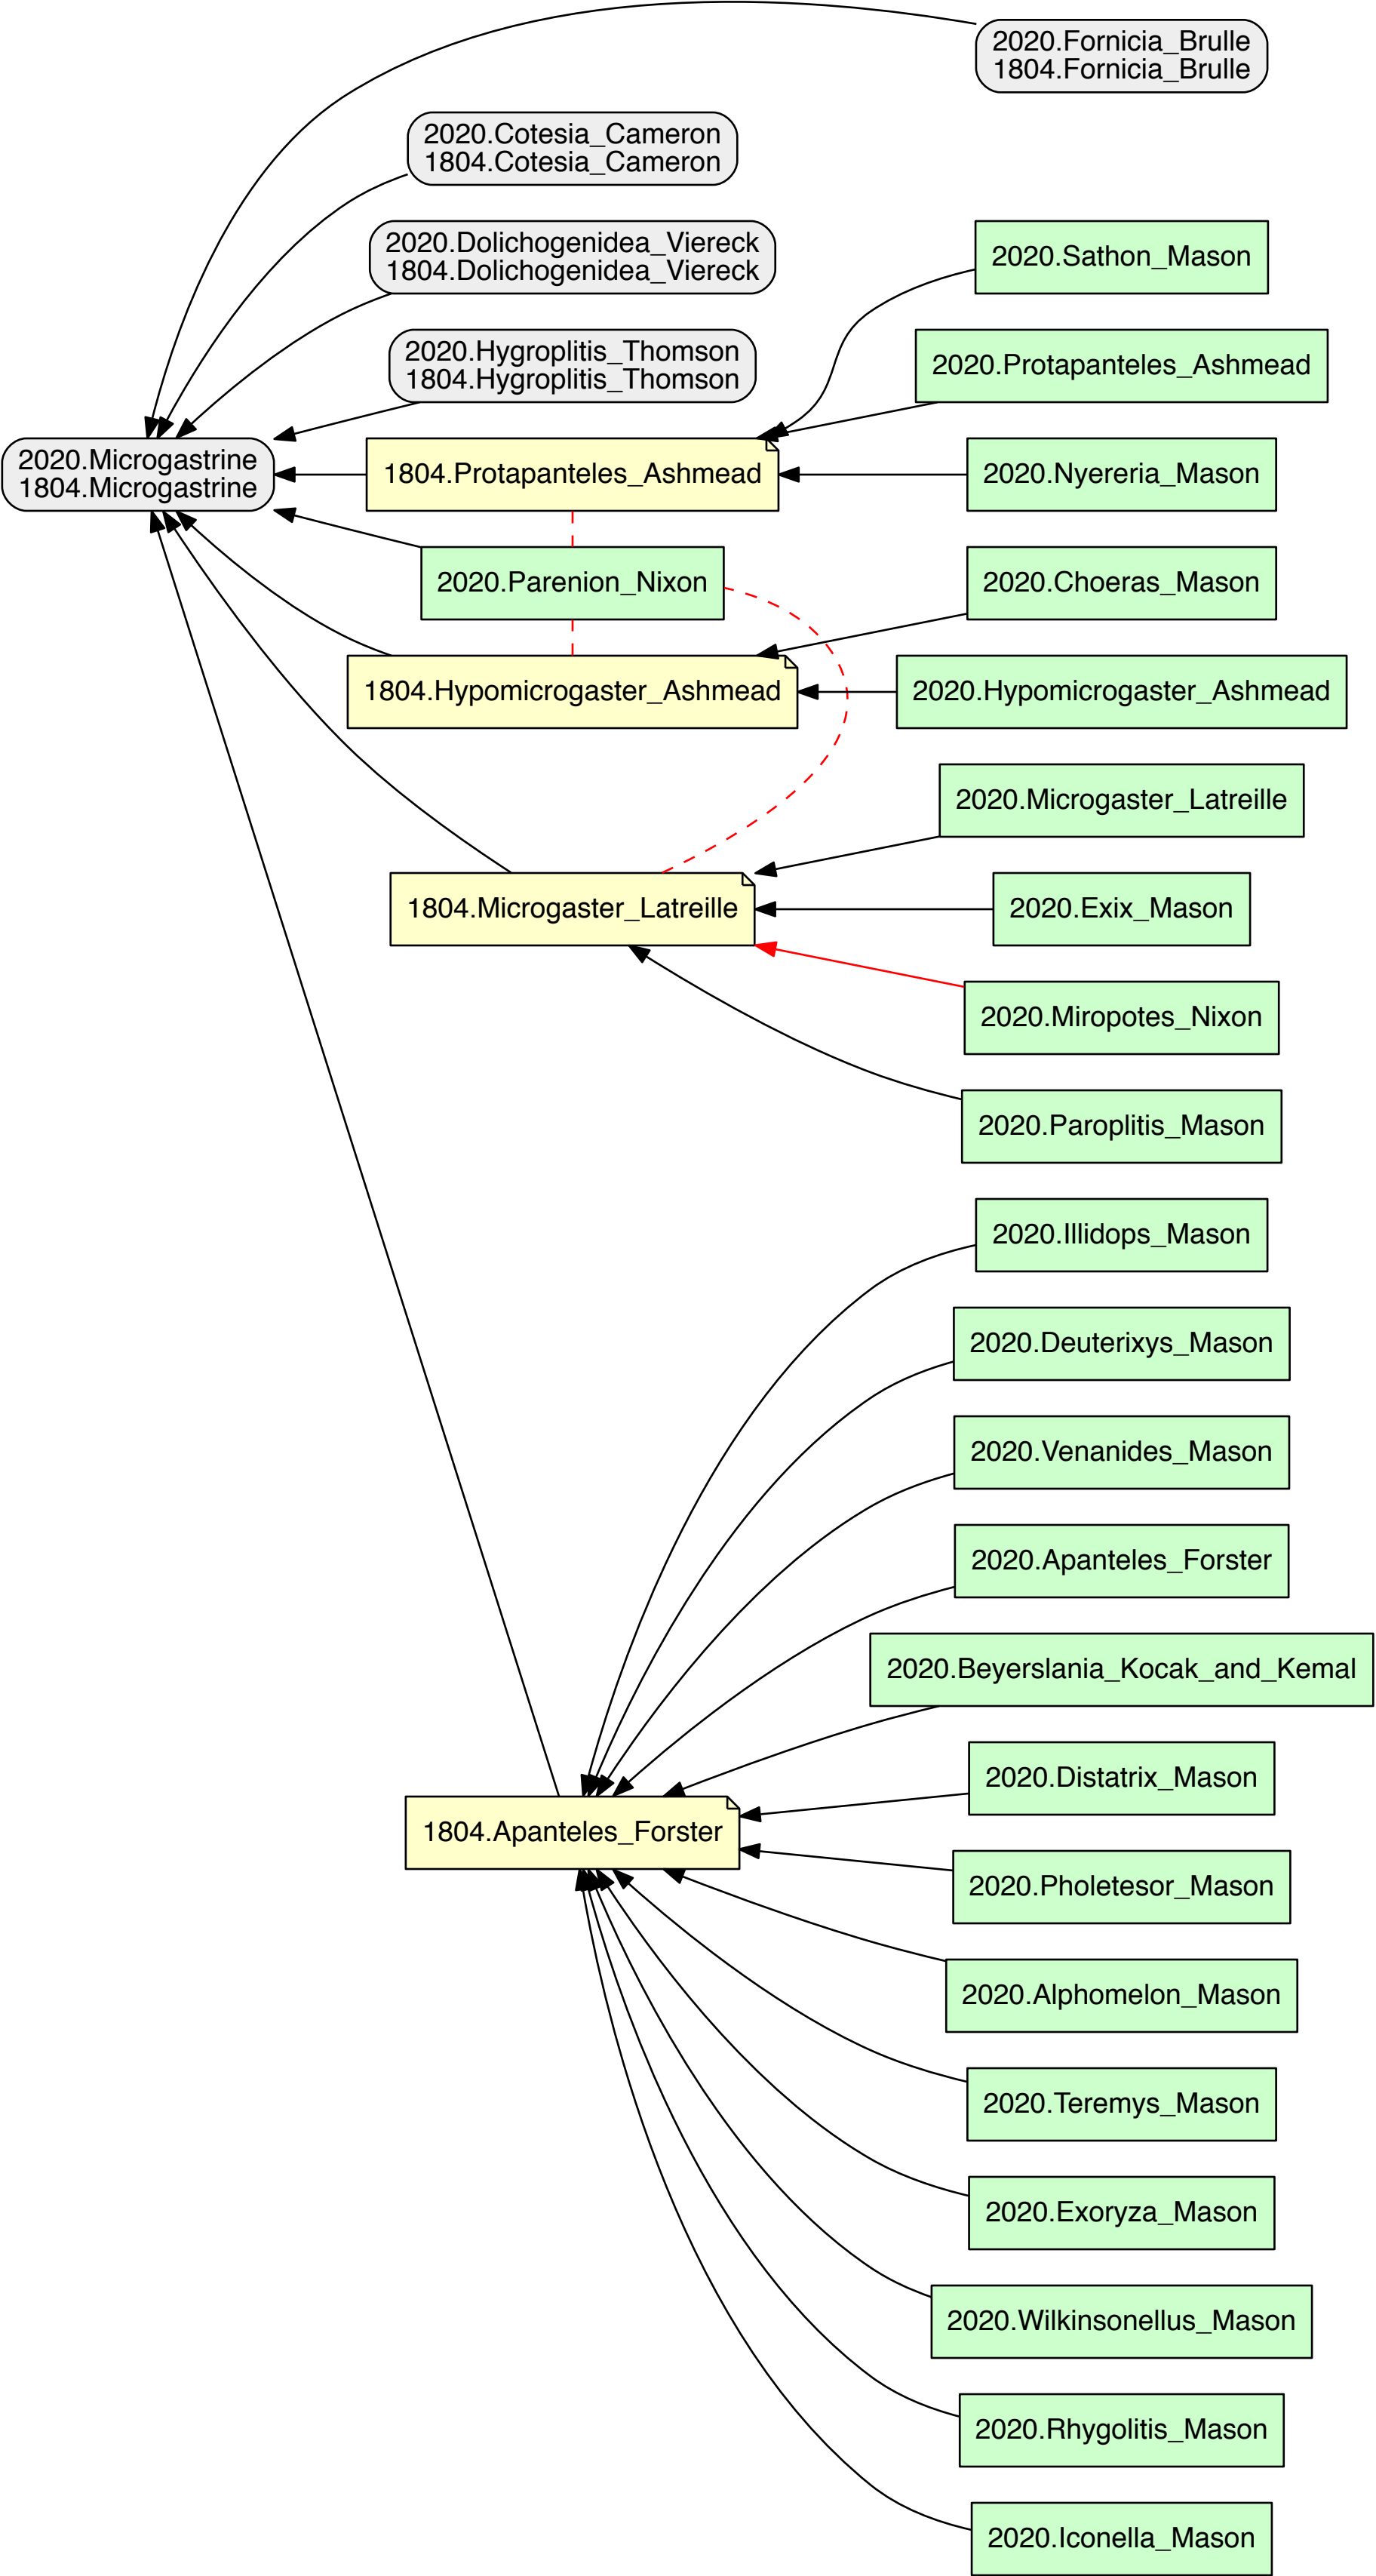 2020.Fornicia_Brulle
1804.Fornicia_Brulle
2020.Cotesia_Cameron
1804.Cotesia_Cameron
2020.Dolichogenidea_Viereck
1804.Dolichogenidea_Viereck
2020.Sathon_Mason
2020.Hygroplitis_Thomson
1804.Hygroplitis_Thomson
2020.Protapanteles_Ashmead
2020.Microgastrine
1804.Microgastrine
1804.Protapanteles_Ashmead
2020.Nyereria_Mason
2020.Parenion_Nixon
2020.Choeras_Mason
1804.Hypomicrogaster_Ashmead
2020.Hypomicrogaster_Ashmead
2020.Microgaster_Latreille
1804.Microgaster_Latreille
2020.Exix_Mason
2020.Miropotes_Nixon
2020.Paroplitis_Mason
2020.Illidops_Mason
2020.Deuterixys_Mason
2020.Venanides_Mason
2020.Apanteles_Forster
2020.Beyerslania_Kocak_and_Kemal
2020.Distatrix_Mason
1804.Apanteles_Forster
2020.Pholetesor_Mason
2020.Alphomelon_Mason
2020.Teremys_Mason
2020.Exoryza_Mason
2020.Wilkinsonellus_Mason
2020.Rhygolitis_Mason
2020.Iconella_Mason